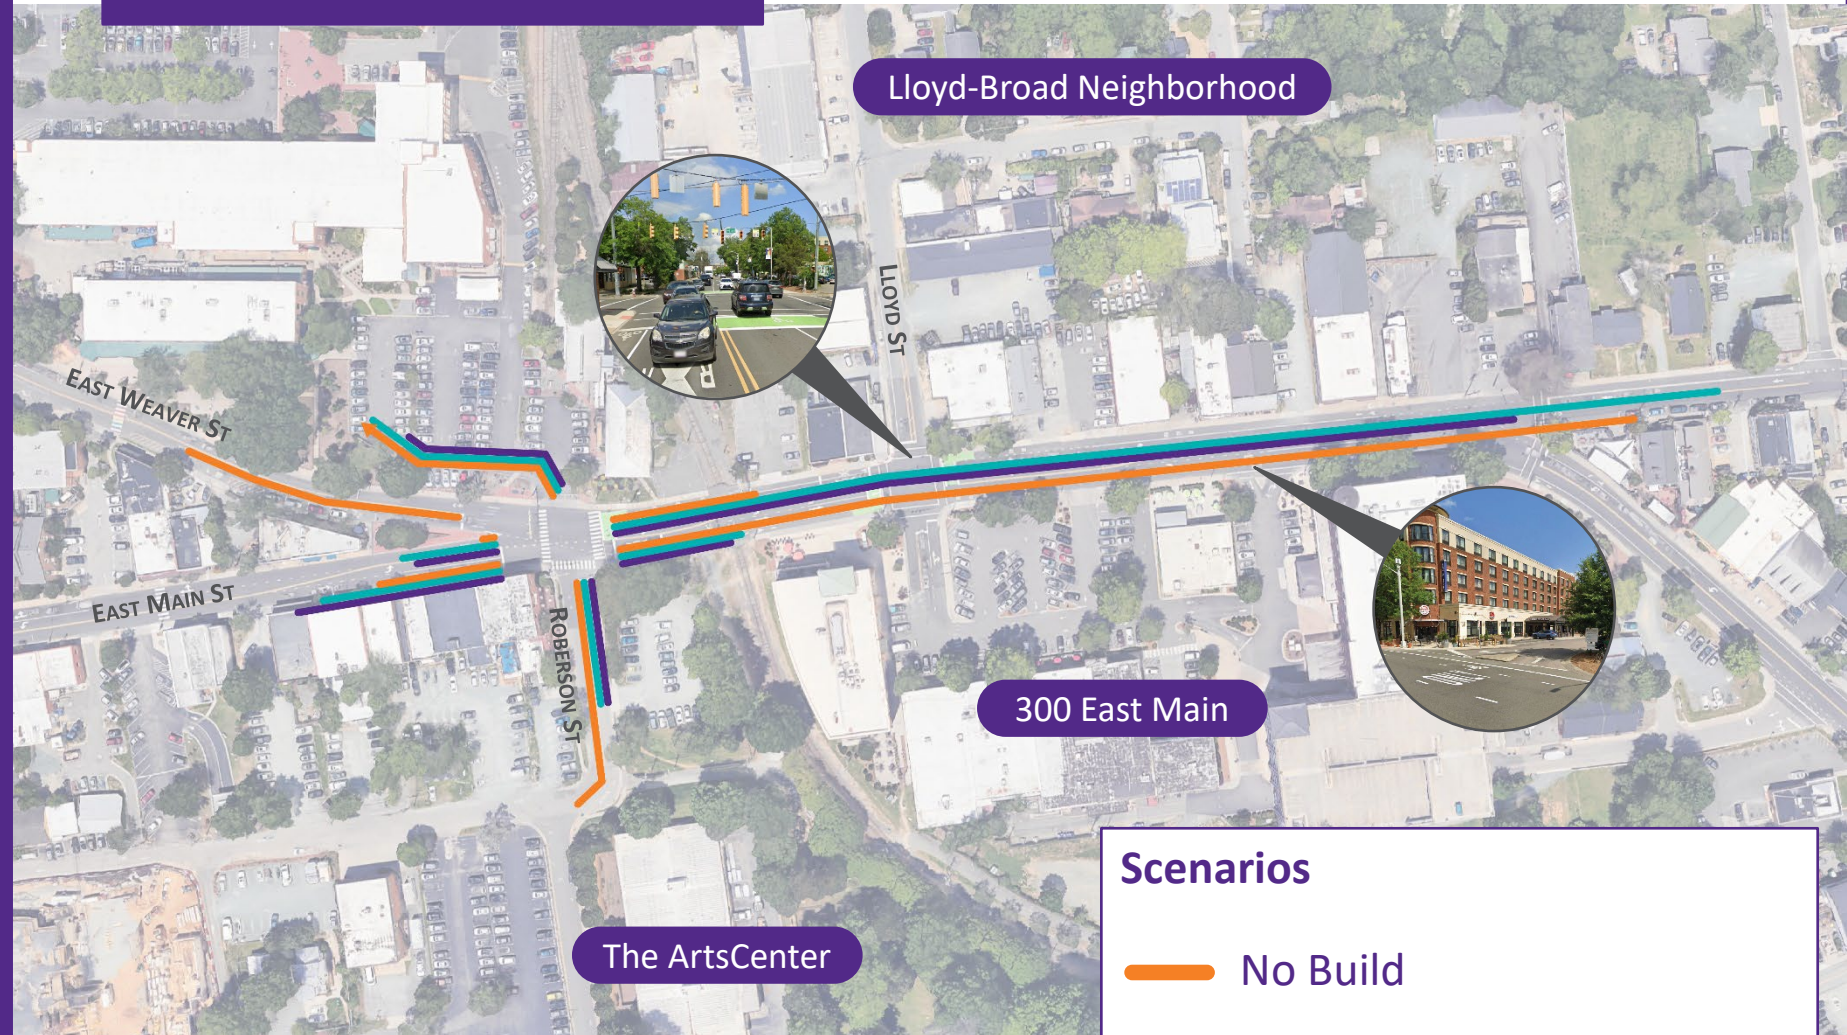 Lloyd-Broad Neighborhood
LLOYD ST
EAST WEAVER ST
EAST MAIN ST
ROBERSON ST
300 East Main
The ArtsCenter
Scenarios
No Build